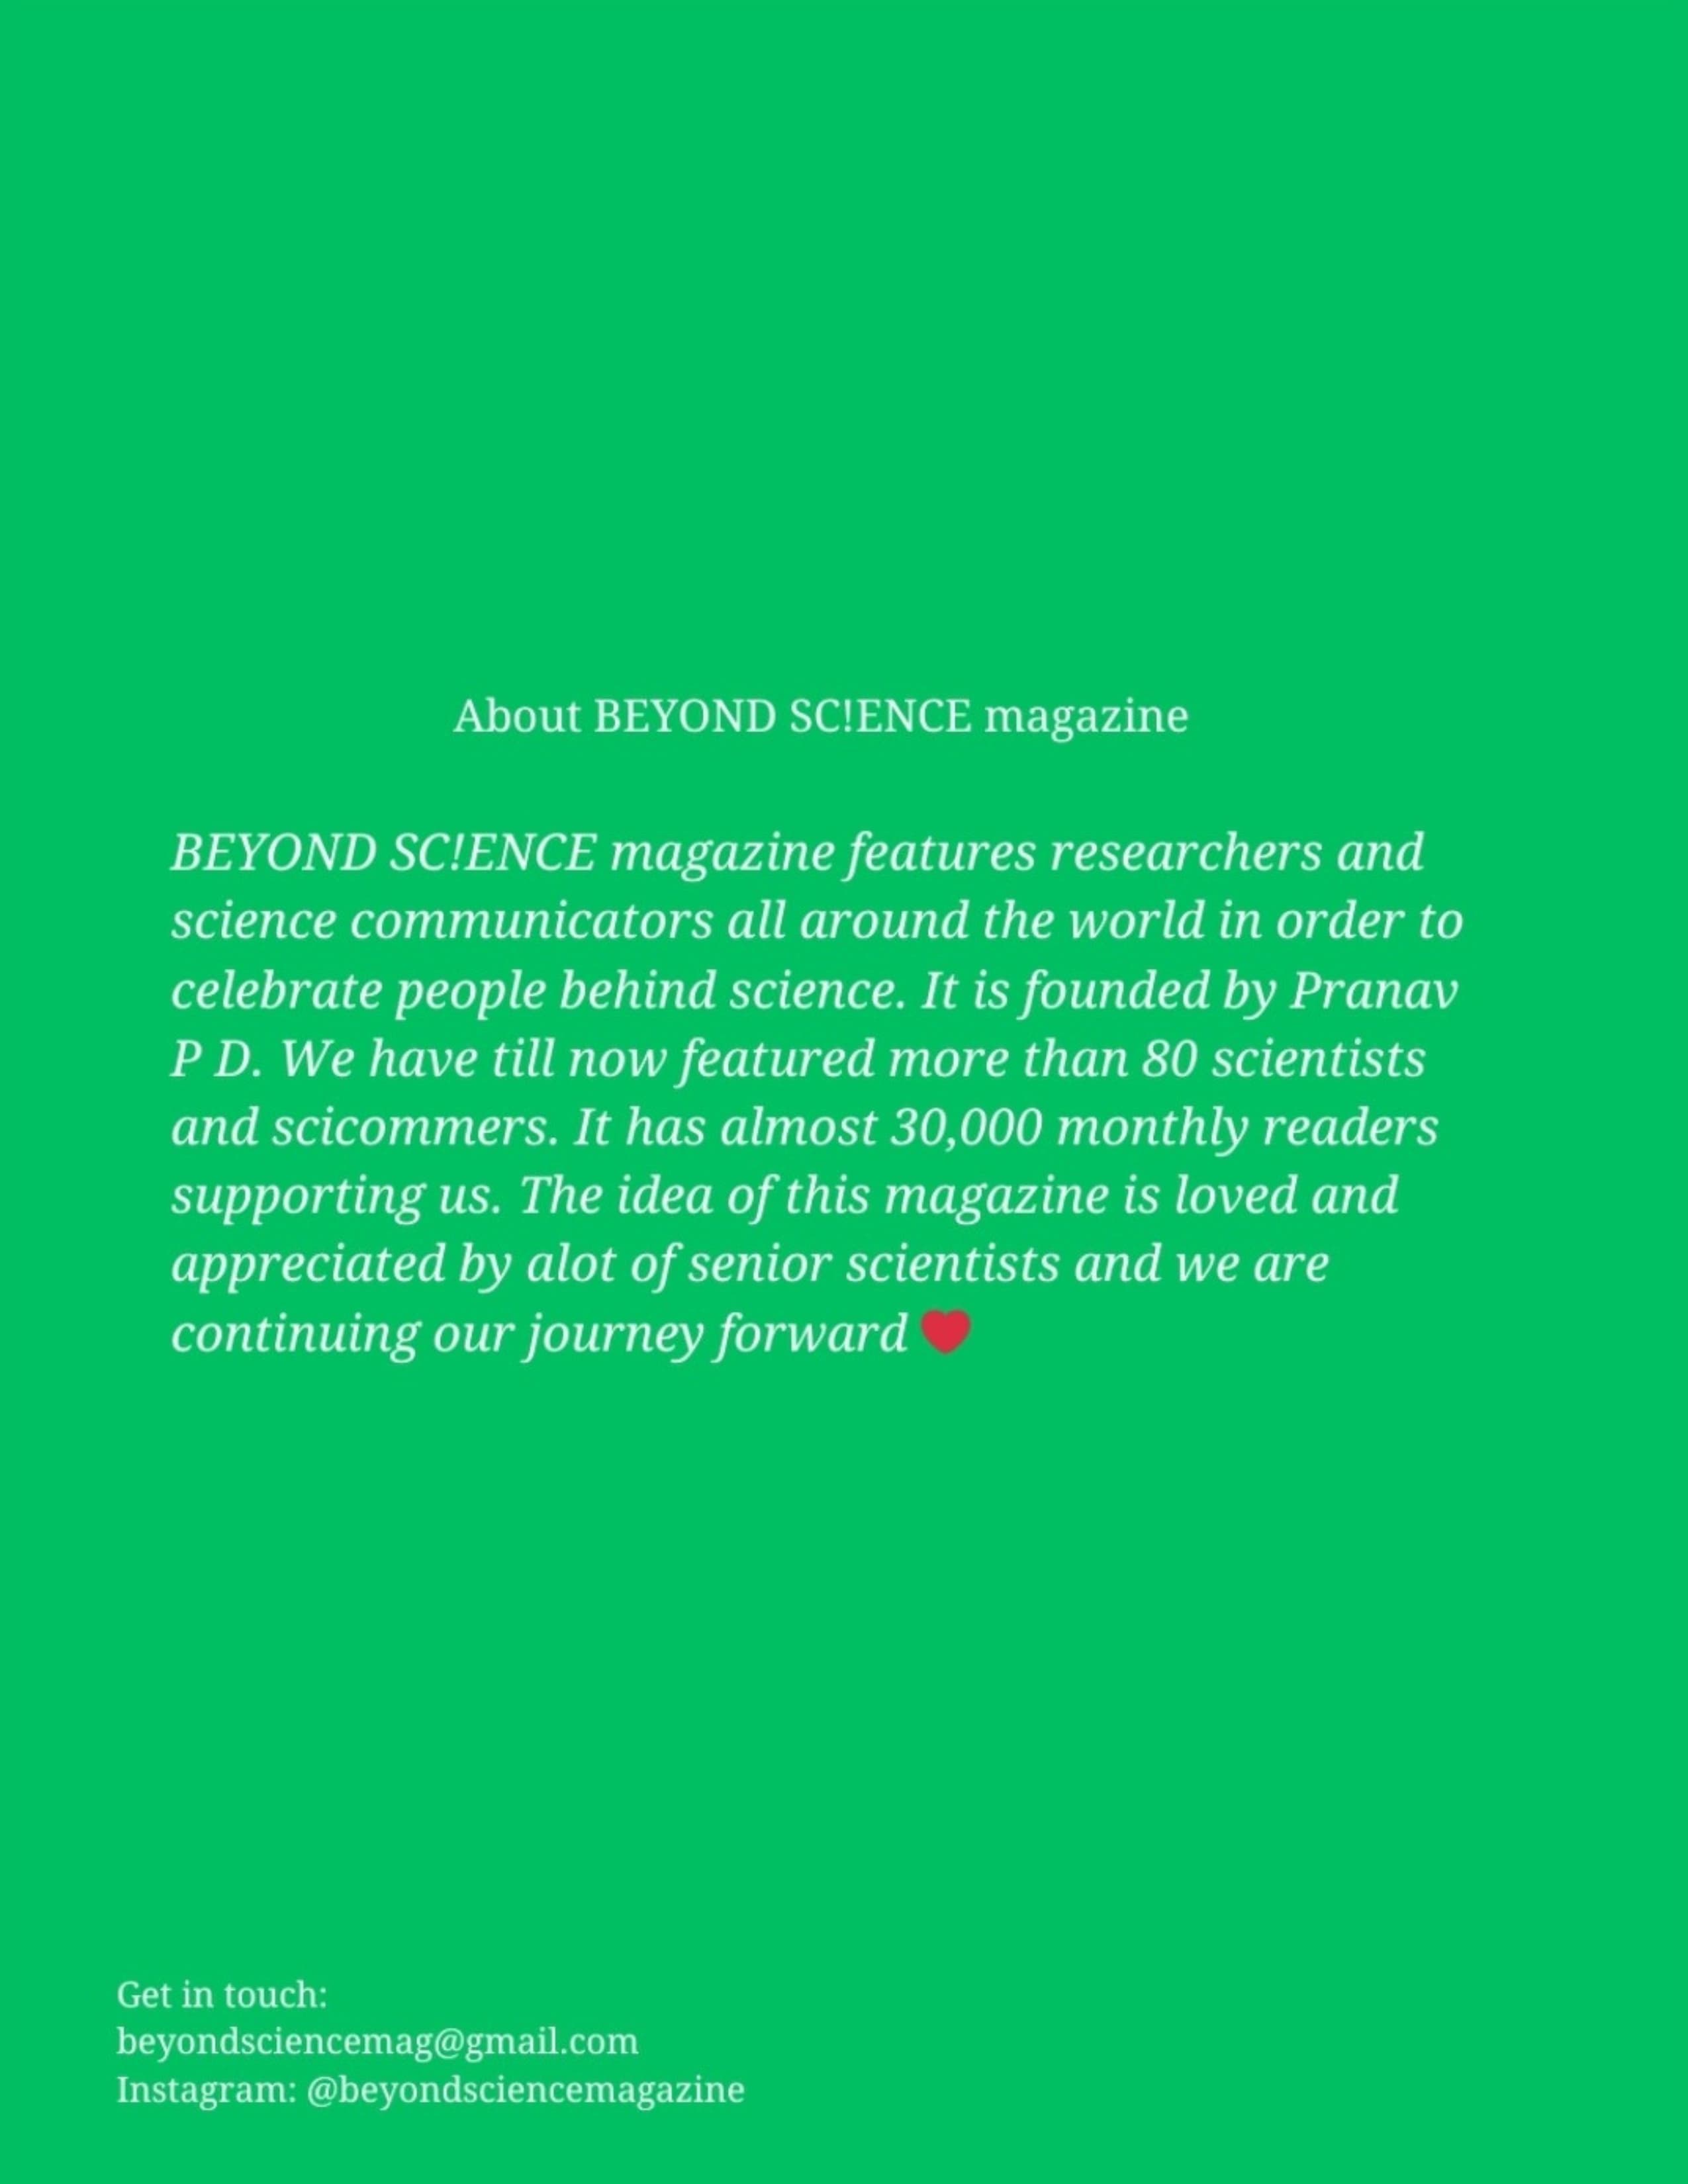 About BEYOND SC!ENCE magazine
BEYOND SC!ENCE magazine features researchers and
science communicators all around the world in order to
celebrate people behind science. It is founded by Pranav
P D. We have till now featured more than 80 scientists
and scicommers. It has almost 30,000 monthly readers
supporting us. The idea of this magazine is loved and
appreciated by alot of senior scientists and we are
continuing our journey forward ❤️
Get in touch:
beyondsciencemag@gmail.com
Instagram: @beyondsciencemagazine